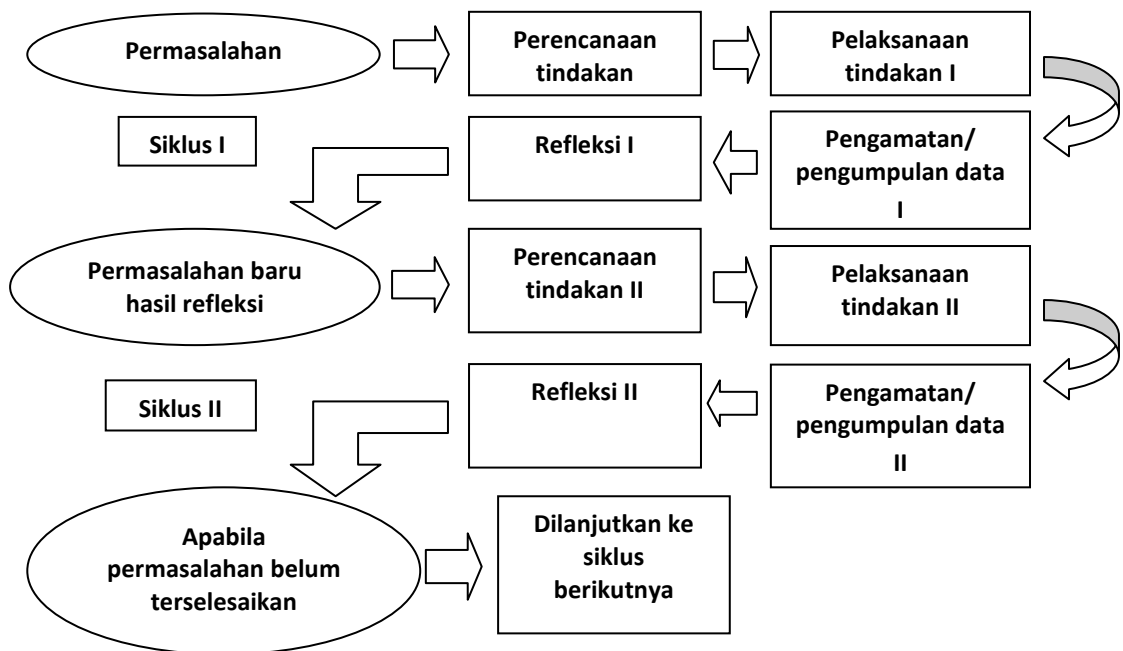 Permasalahan
Perencanaan
tindakan
Pelaksanaan
tindakan I
Siklus I
Refleksi I
Pengamatan/
pengumpulan data
I
Permasalahan baru
hasil refleksi
Perencanaan
tindakan II
Pelaksanaan
tindakan II
Siklus II
Refleksi II
Pengamatan/
pengumpulan data
II
Apabila
permasalahan belum
terselesaikan
Dilanjutkan ke
siklus
berikutnya